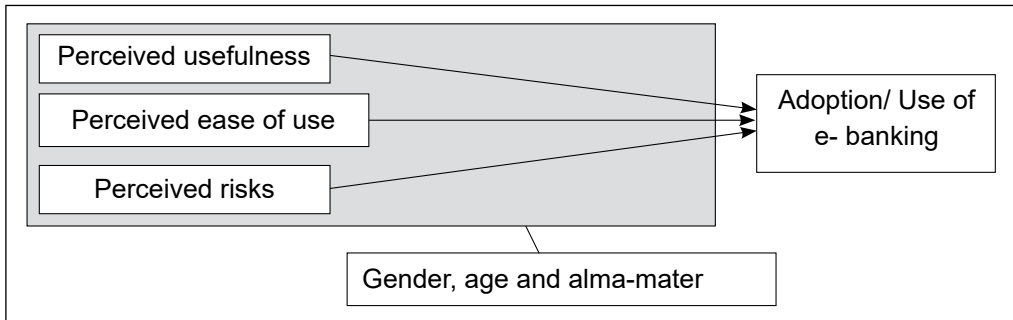 Perceived usefulness
Perceived ease of use
Perceived risks
Adoption/ Use of
e- banking
Gender, age and alma-mater